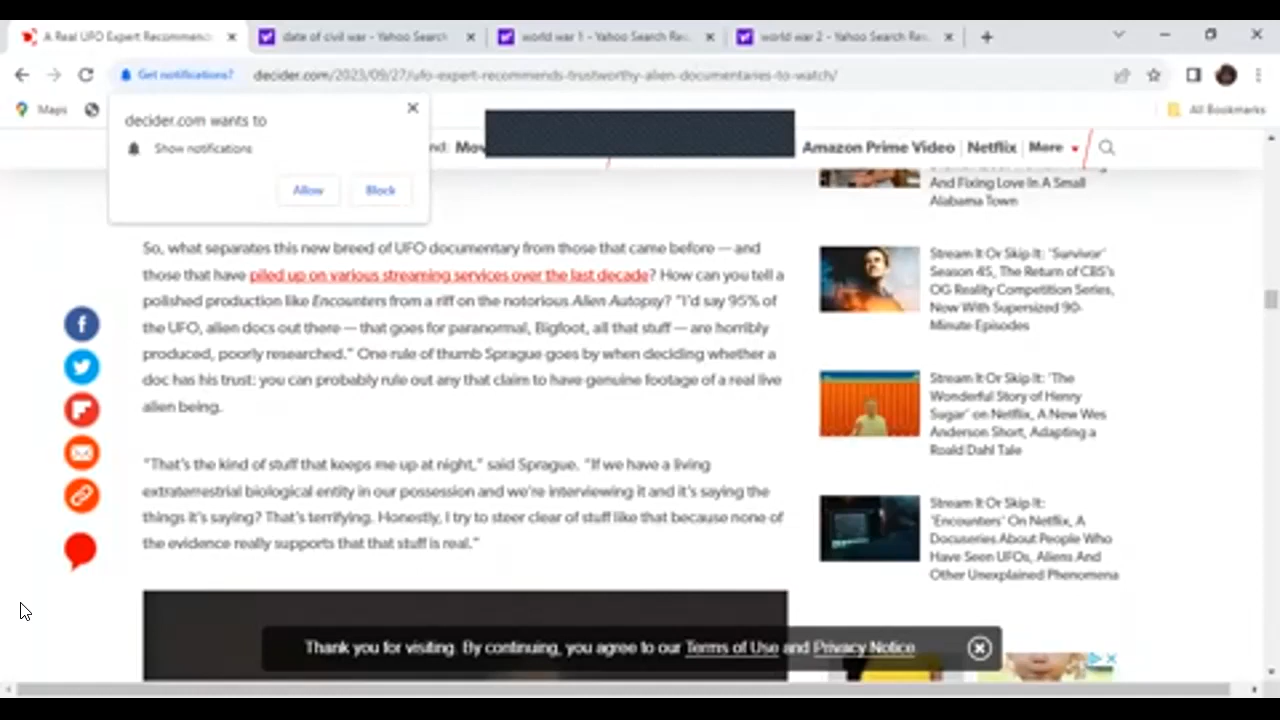 A Real UFO Expert Recommends
date of civil war - Yahoo Search
world war 1 - Yahoo Search Res
world war 2 - Yahoo Search Res
Get notifications?
decider.com/2023/09/27/ufo-expert-recommends-trustworthy-alien-documentaries-to-watch/
Maps
All Bookmarks
decider.com wants to
Show notifications
Allow
Block
nd: Mov
Amazon Prime Video | Netflix | More
And Fixing Love In A Small
Alabama Town
So, what separates this new breed of UFO documentary from those that came before — and
those that have piled up on various streaming services over the last decade? How can you tell a
polished production like Encounters from a riff on the notorious Alien Autopsy? "I'd say 95% of
the UFO, alien docs out there — that goes for paranormal, Bigfoot, all that stuff — are horribly
produced, poorly researched." One rule of thumb Sprague goes by when deciding whether a
doc has his trust: you can probably rule out any that claim to have genuine footage of a real live
alien being.
"That's the kind of stuff that keeps me up at night," said Sprague. "If we have a living
extraterrestrial biological entity in our possession and we're interviewing it and it's saying the
things it's saying? That's terrifying. Honestly, I try to steer clear of stuff like that because none of
the evidence really supports that that stuff is real."
Stream It Or Skip It: 'Survivor'
Season 45, The Return of CBS's
OG Reality Competition Series,
Now With Supersized 90-
Minute Episodes
Stream It Or Skip It: 'The
Wonderful Story of Henry
Sugar' on Netflix, A New Wes
Anderson Short, Adapting a
Roald Dahl Tale
Stream It Or Skip It:
'Encounters' On Netflix, A
Docuseries About People Who
Have Seen UFOs, Aliens And
Other Unexplained Phenomena
Thank you for visiting. By continuing, you agree to our Terms of Use and Privacy Notice